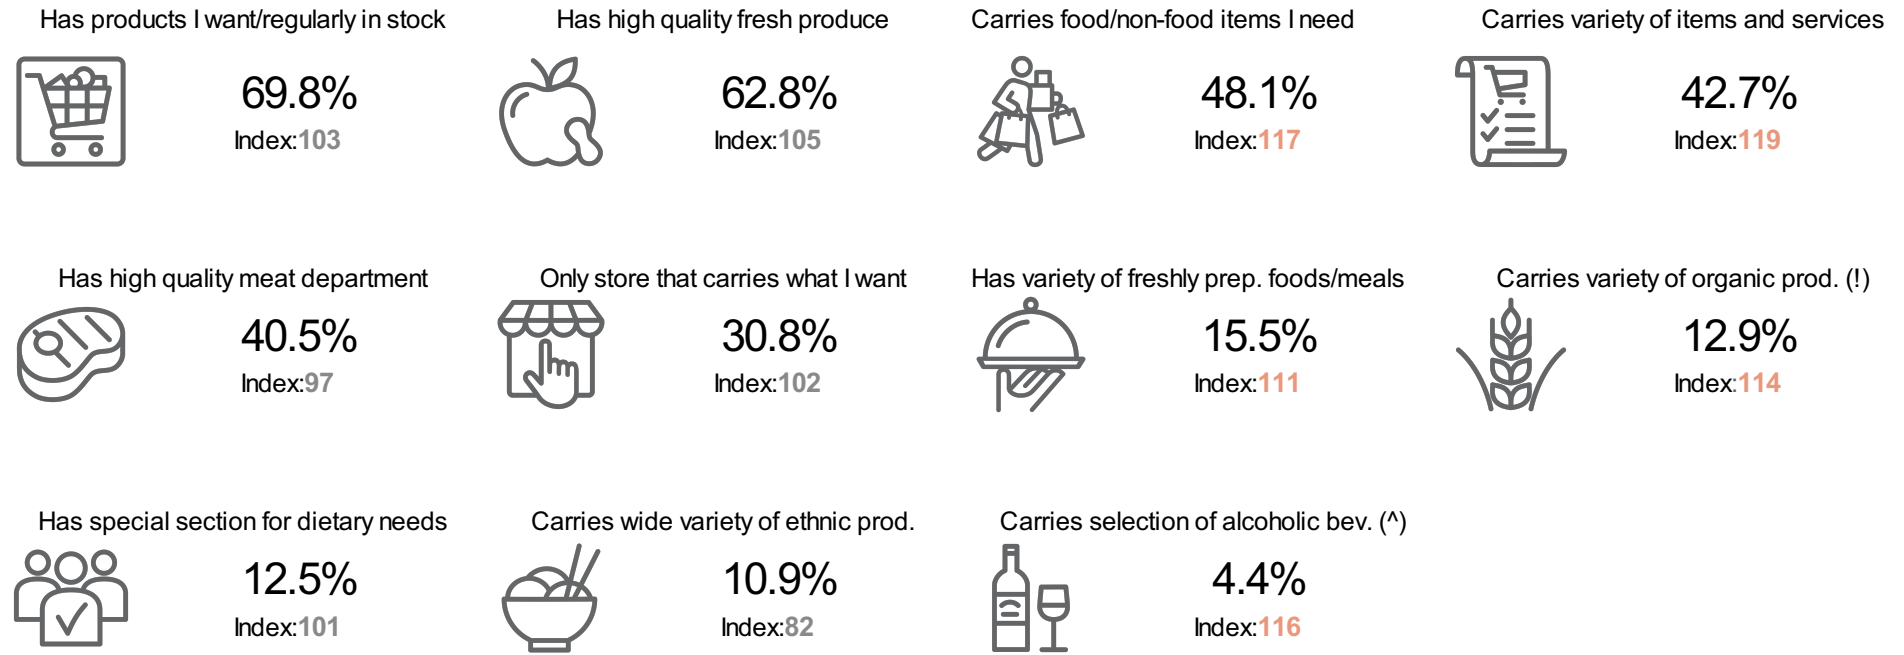 Has products I want/regularly in stock
69.8%
Index:103
Has high quality fresh produce
62.8%
Index:105
Carries food/non-food items I need
48.1%
Index:117
Carries variety of items and services
42.7%
Index:119
Has high quality meat department
40.5%
Index:97
Only store that carries what I want
30.8%
Index:102
Has variety of freshly prep. foods/meals
15.5%
Index:111
Carries variety of organic prod. (!)
12.9%
Index:114
Has special section for dietary needs
12.5%
Index:101
Carries wide variety of ethnic prod.
10.9%
Index:82
Carries selection of alcoholic bev. (^)
4.4%
Index:116